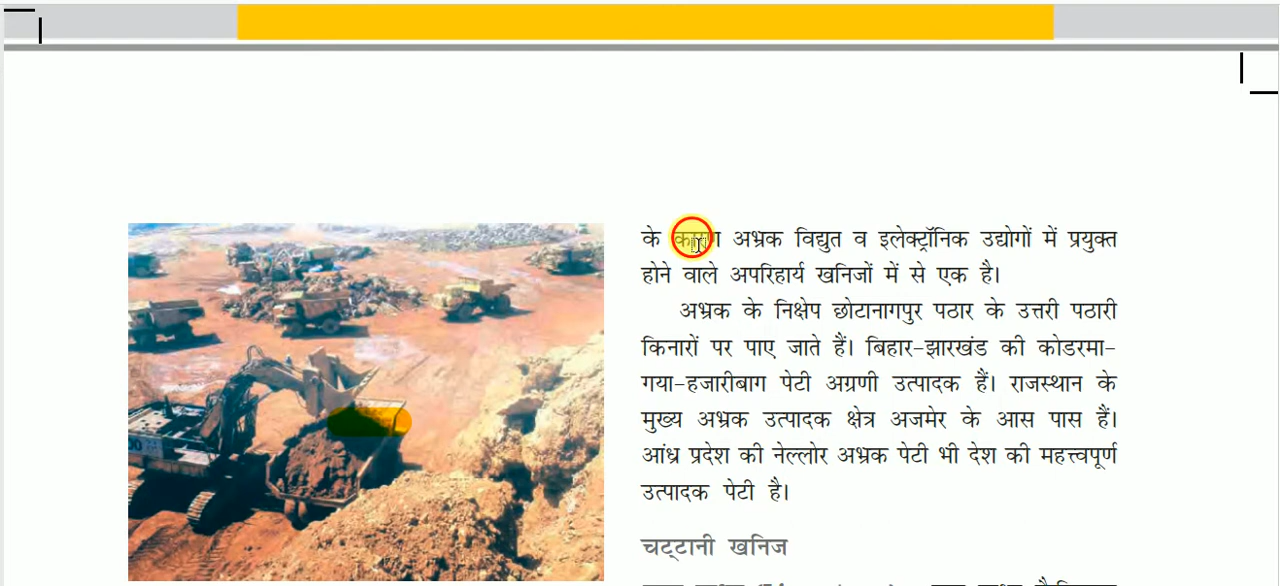 के कारण अभ्रक विद्युत व इलेक्ट्रॉनिक उद्योगों में प्रयुक्त
होने वाले अपरिहार्य खनिजों में से एक है।
अभ्रक के निक्षेप छोटानागपुर पठार के उत्तरी पठारी
किनारों पर पाए जाते हैं। बिहार-झारखंड की कोडरमा-
गया-हजारीबाग पेटी अग्रणी उत्पादक हैं। राजस्थान के
मुख्य अभ्रक उत्पादक क्षेत्र अजमेर के आस पास हैं।
आंध्र प्रदेश की नेल्लोर अभ्रक पेटी भी देश की महत्त्वपूर्ण
उत्पादक पेटी है।
चट्टानी खनिज